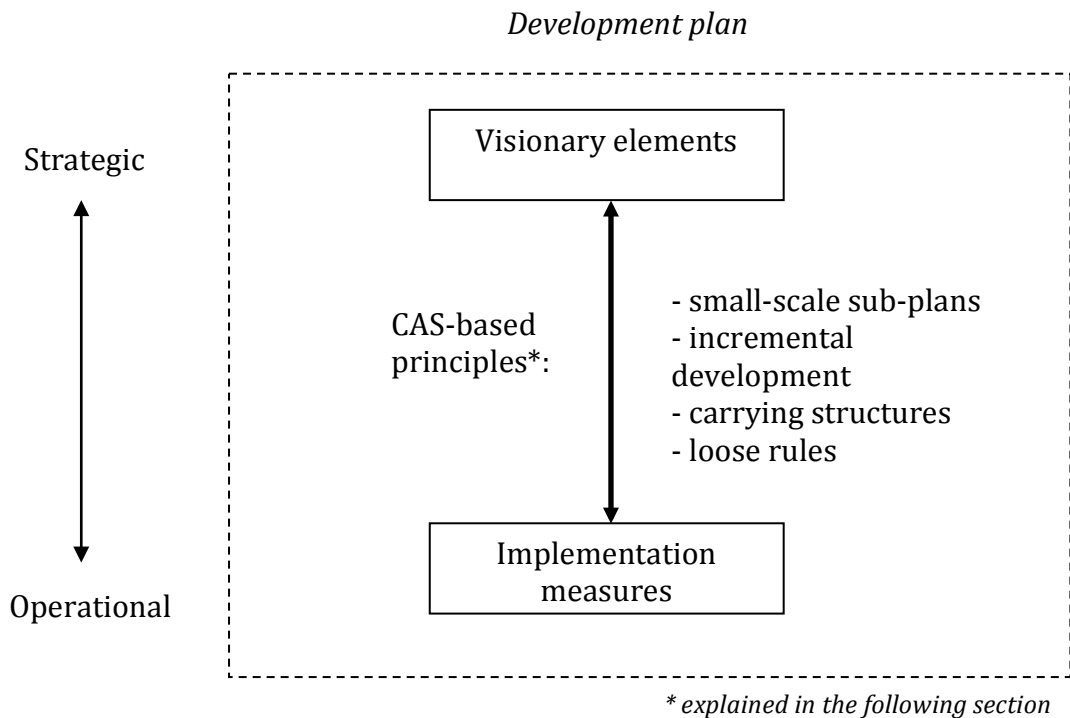 Development plan
Visionary elements
Strategic
CAS-based
principles*:
- small-scale sub-plans
- incremental
development
- carrying structures
- loose rules
Implementation
measures
Operational
* explained in the following section